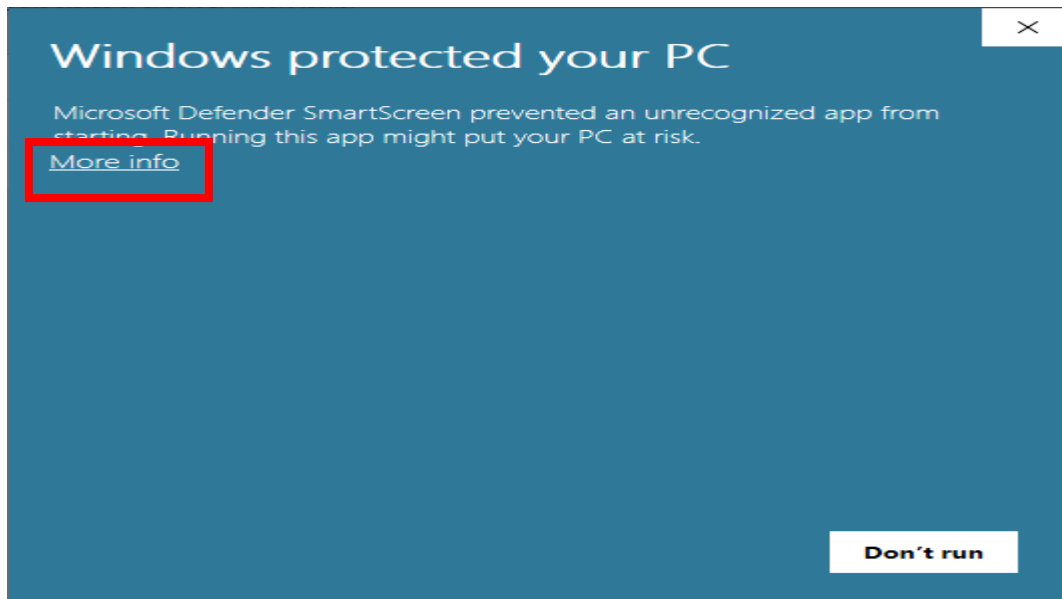 Windows protected your PC
Microsoft Defender SmartScreen prevented an unrecognized app from
starting. Running this app might put your PC at risk.
More info
Don't run